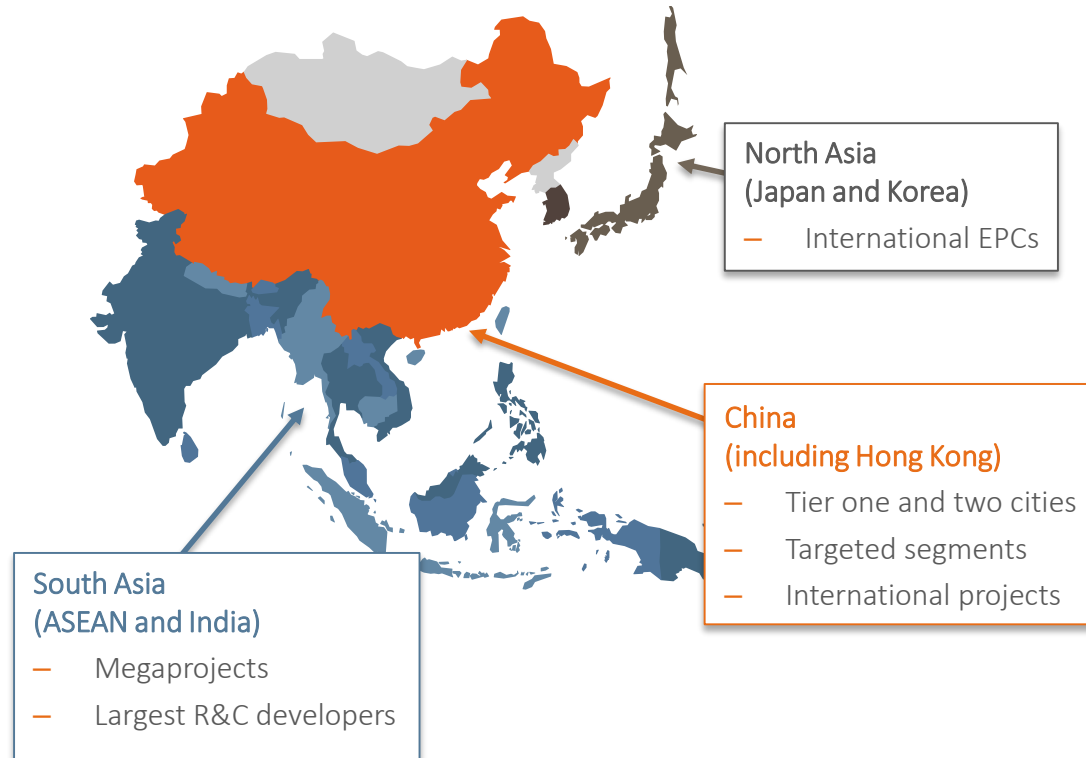 North Asia
(Japan and Korea)
– International EPCs
China
(including Hong Kong)
– Tier one and two cities
– Targeted segments
– International projects
South Asia
(ASEAN and India)
– Megaprojects
– Largest R&C developers